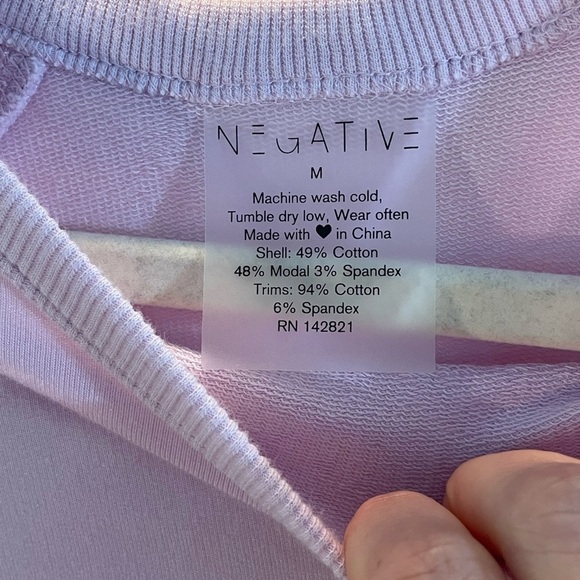 NEGATIVE
M
Machine wash cold,
Tumble dry low, Wear often
Made with ♥ in China
Shell: 49% Cotton
48% Modal 3% Spandex
Trims: 94% Cotton
6% Spandex
RN 142821